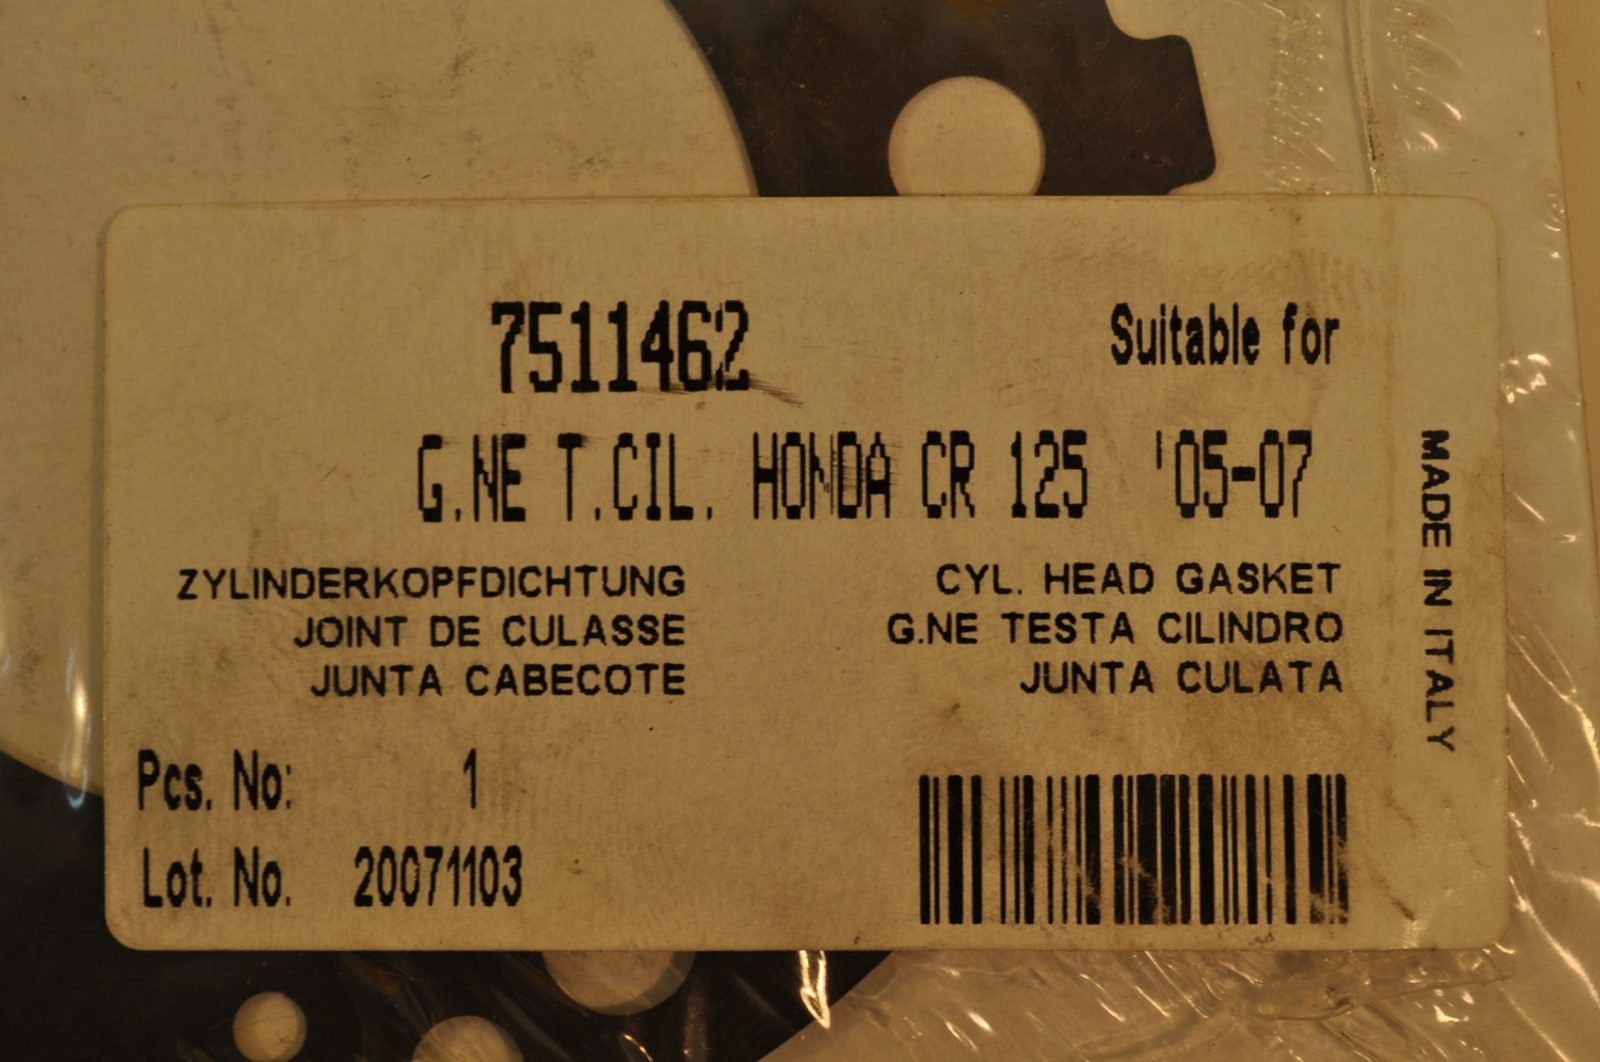 7511462
Suitable for
G.NE T.CIL. HONDA CR 125 '05-07
ZYLINDERKOPFDICHTUNG
JOINT DE CULASSE
JUNTA CABECOTE
CYL. HEAD GASKET
G.NE TESTA CILINDRO
JUNTA CULATA
MADE IN ITALY
Pcs. No: 1
Lot. No. 20071103